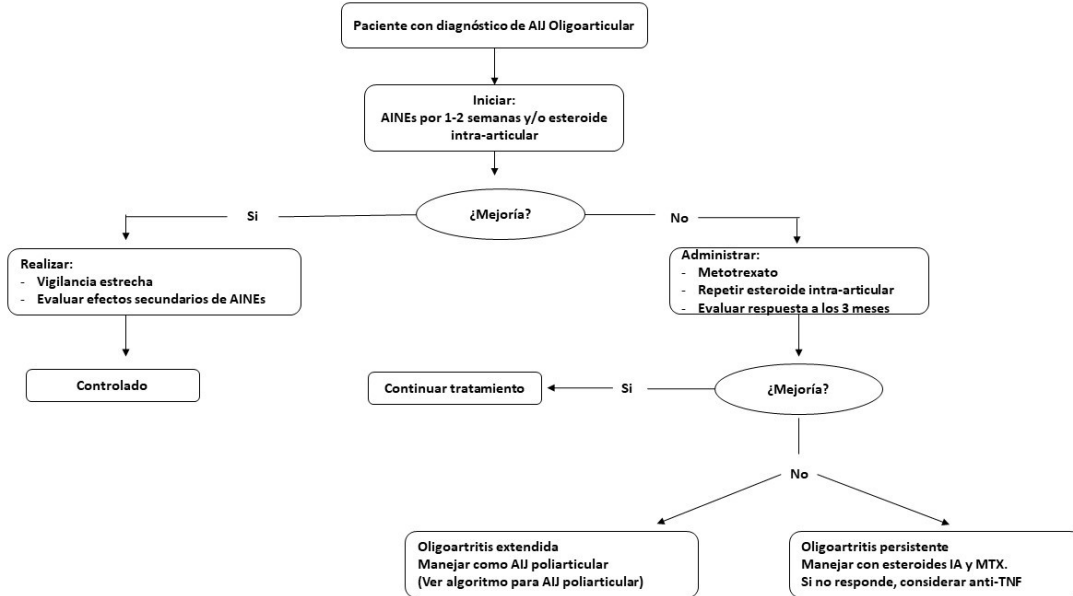 Paciente con diagnóstico de AIJ Oligoarticular
Iniciar:
AINEs por 1-2 semanas y/o esteroide
intra-articular
¿Mejoría?
Si
No
Realizar:
- Vigilancia estrecha
- Evaluar efectos secundarios de AINEs
Administrar:
- Metotrexato
- Repetir esteroide intra-articular
- Evaluar respuesta a los 3 meses
Controlado
Continuar tratamiento
Si
¿Mejoría?
No
Oligoartritis extendida
Manejar como AIJ poliarticular
(Ver algoritmo para AIJ poliarticular)
Oligoartritis persistente
Manejar con esteroides IA y MTX.
Si no responde, considerar anti-TNF